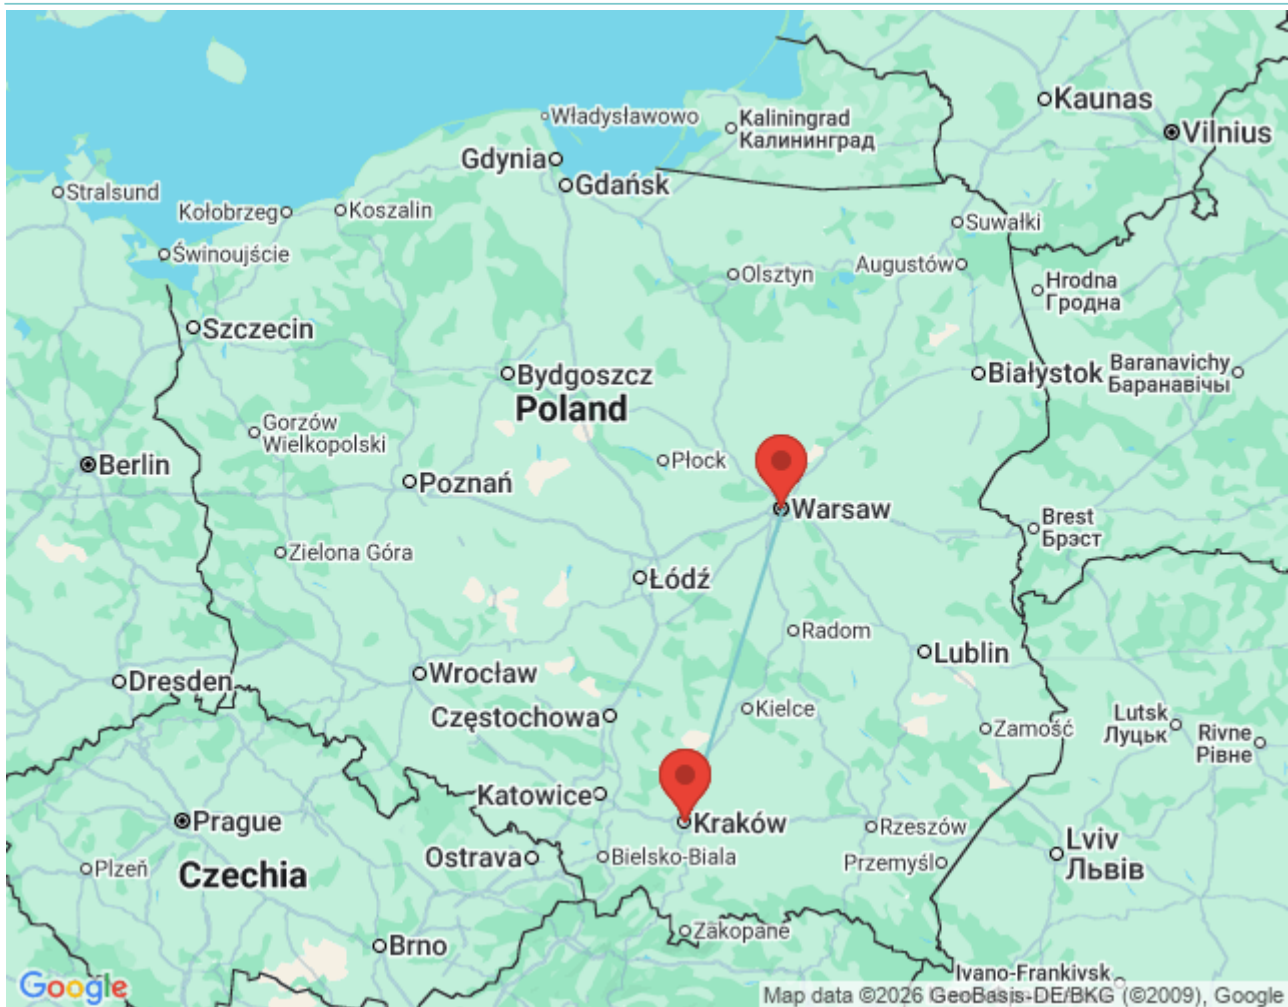 Władysławowo
Kaliningrad
Калининград
Kaunas
Vilnius
Gdynia
Gdańsk
Stralsund
Kołobrzeg
Koszalin
Suwałki
Świnoujście
Olsztyn
Augustów
Hrodna
Гродна
Szczecin
Bydgoszcz
Białystok
Baranavichy
Баранавічы
Poland
Gorzów
Wielkopolski
Berlin
Płock
Poznań
Warsaw
Brest
Брэст
Zielona Góra
Łódź
Radom
Lublin
Wrocław
Dresden
Częstochowa
Kielce
Zamość
Lutsk
Луцьк
Rivne
Рівне
Katowice
Prague
Kraków
Rzeszów
Ostrava
Bielsko-Biala
Przemyśl
Lviv
Львів
Plzeň
Czechia
Zakopane
Brno
Ivano-Frankivsk
Google
Map data ©2026 GeoBasis-DE/BKG (©2009), Google